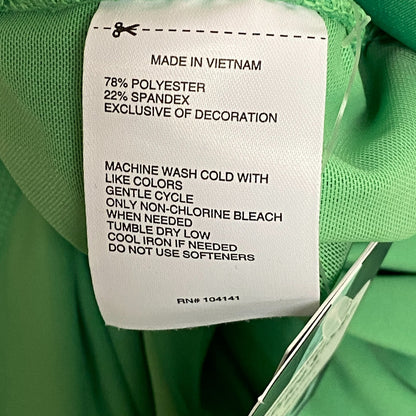 MADE IN VIETNAM
78% POLYESTER
22% SPANDEX
EXCLUSIVE OF DECORATION
MACHINE WASH COLD WITH
LIKE COLORS
GENTLE CYCLE
ONLY NON-CHLORINE BLEACH
WHEN NEEDED
TUMBLE DRY LOW
COOL IRON IF NEEDED
DO NOT USE SOFTENERS
RN# 104141